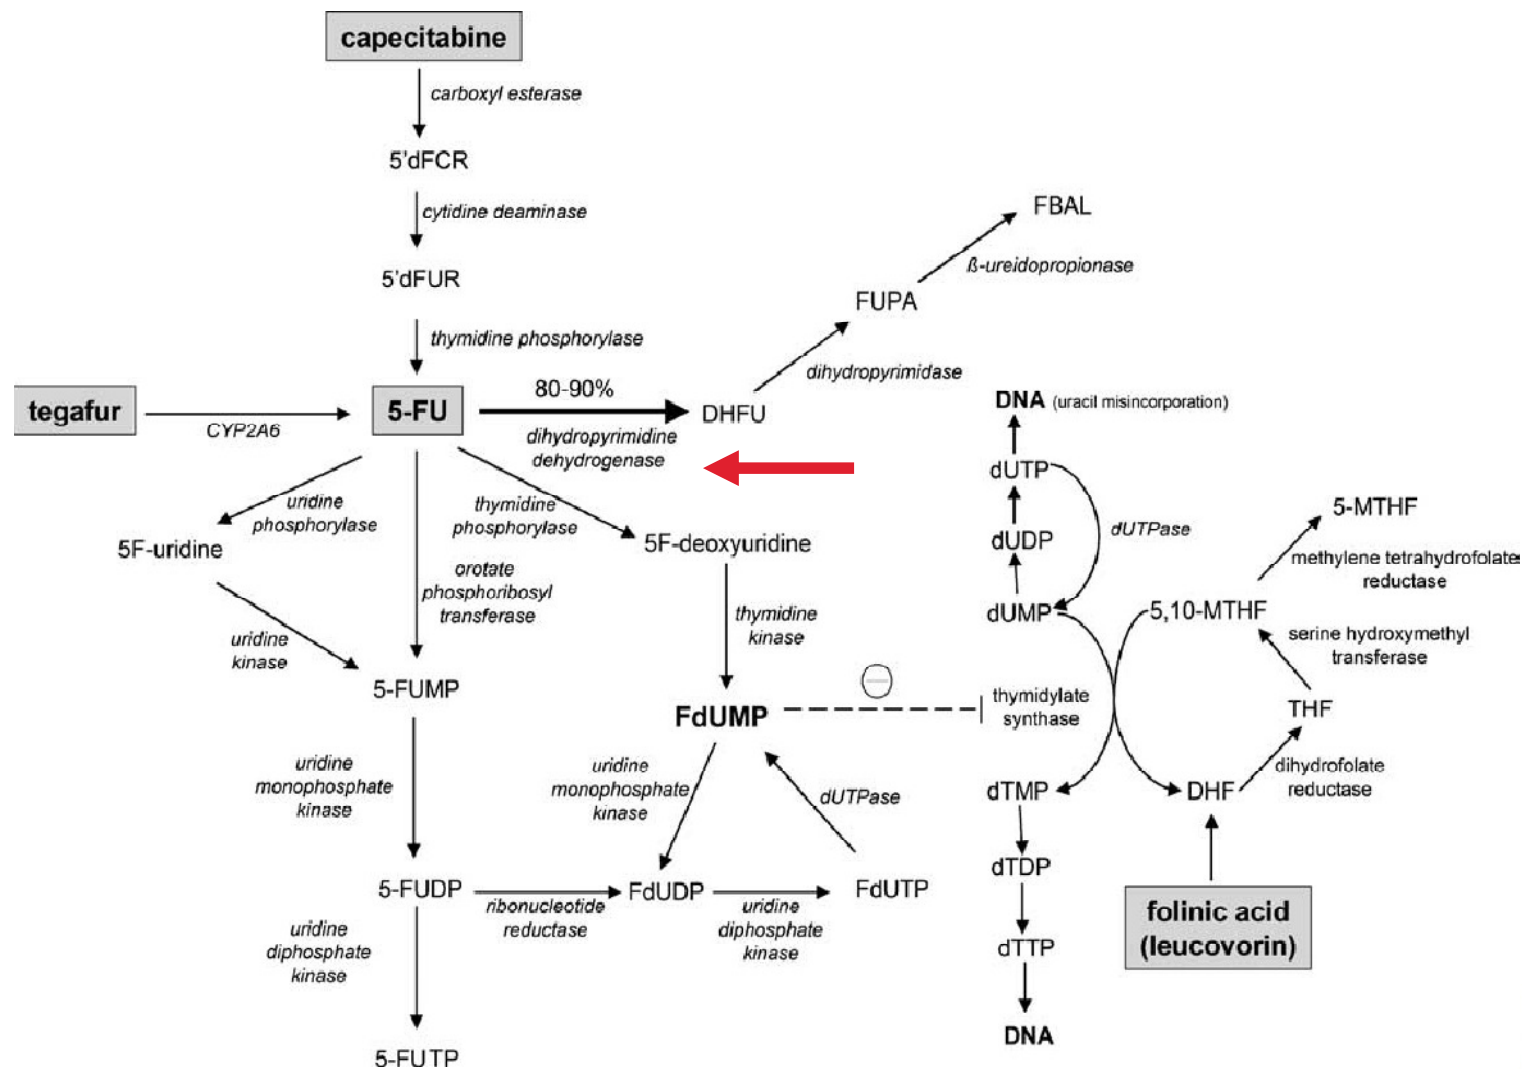 capecitabine
carboxyl esterase
5'dFCR
cytidine deaminase
5'dFUR
thymidine phosphorylase
FBAL
ß-ureidopropionase
FUPA
dihydropyrimidase
tegafur
CYP2A6
5-FU
80-90%
dihydropyrimidine
dehydrogenase
DHFU
uridine
phosphorylase
thymidine
phosphorylase
5F-uridine
5F-deoxyuridine
orotate
phosphoribosyl
transferase
uridine
kinase
thymidine
kinase
5-FUMP
FdUMP
uridine
monophosphate
kinase
uridine
monophosphate
kinase
dUTPase
5-FUDP
ribonucleotide
reductase
FdUDP
uridine
diphosphate
kinase
FdUTP
uridine
diphosphate
kinase
5-FUTP
DNA (uracil misincorporation)
dUTP
dUTPase
dUDP
dUMP
thymidylate
synthase
dTMP
dTDP
dTTP
DNA
5-MTHF
methylene tetrahydrofolate
reductase
5,10-MTHF
serine hydroxymethyl
transferase
THF
dihydrofolate
reductase
DHF
folinic acid
(leucovorin)